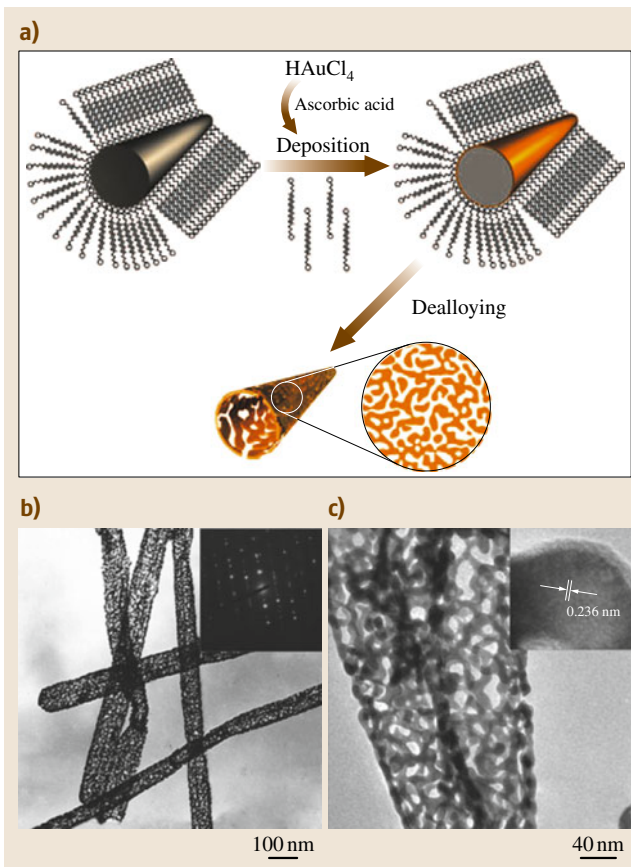 a)
HAuCl4
Ascorbic acid
Deposition
Dealloying
b)
c)
0.236 nm
100 nm
40 nm